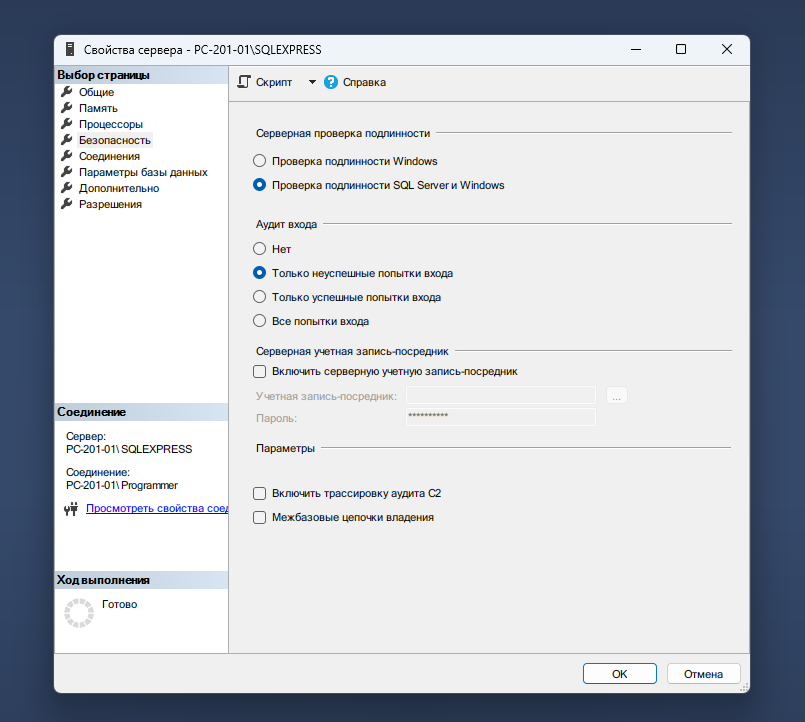 Свойства сервера - PC-201-01\SQLEXPRESS
Выбор страницы
Общие
Память
Процессоры
Безопасность
Соединения
Параметры базы данных
Дополнительно
Разрешения
Соединение
Сервер:
PC-201-01\SQLEXPRESS
Соединение:
PC-201-01\Programmer
Просмотреть свойства соед
Ход выполнения
Готово
Скрипт
? Справка
Серверная проверка подлинности
Проверка подлинности Windows
Проверка подлинности SQL Server и Windows
Аудит входа
Нет
Только неуспешные попытки входа
Только успешные попытки входа
Все попытки входа
Серверная учетная запись-посредник
Включить серверную учетную запись-посредник
Учетная запись-посредник:
...
Пароль:
**********
Параметры
Включить трассировку аудита C2
Межбазовые цепочки владения
OK
Отмена